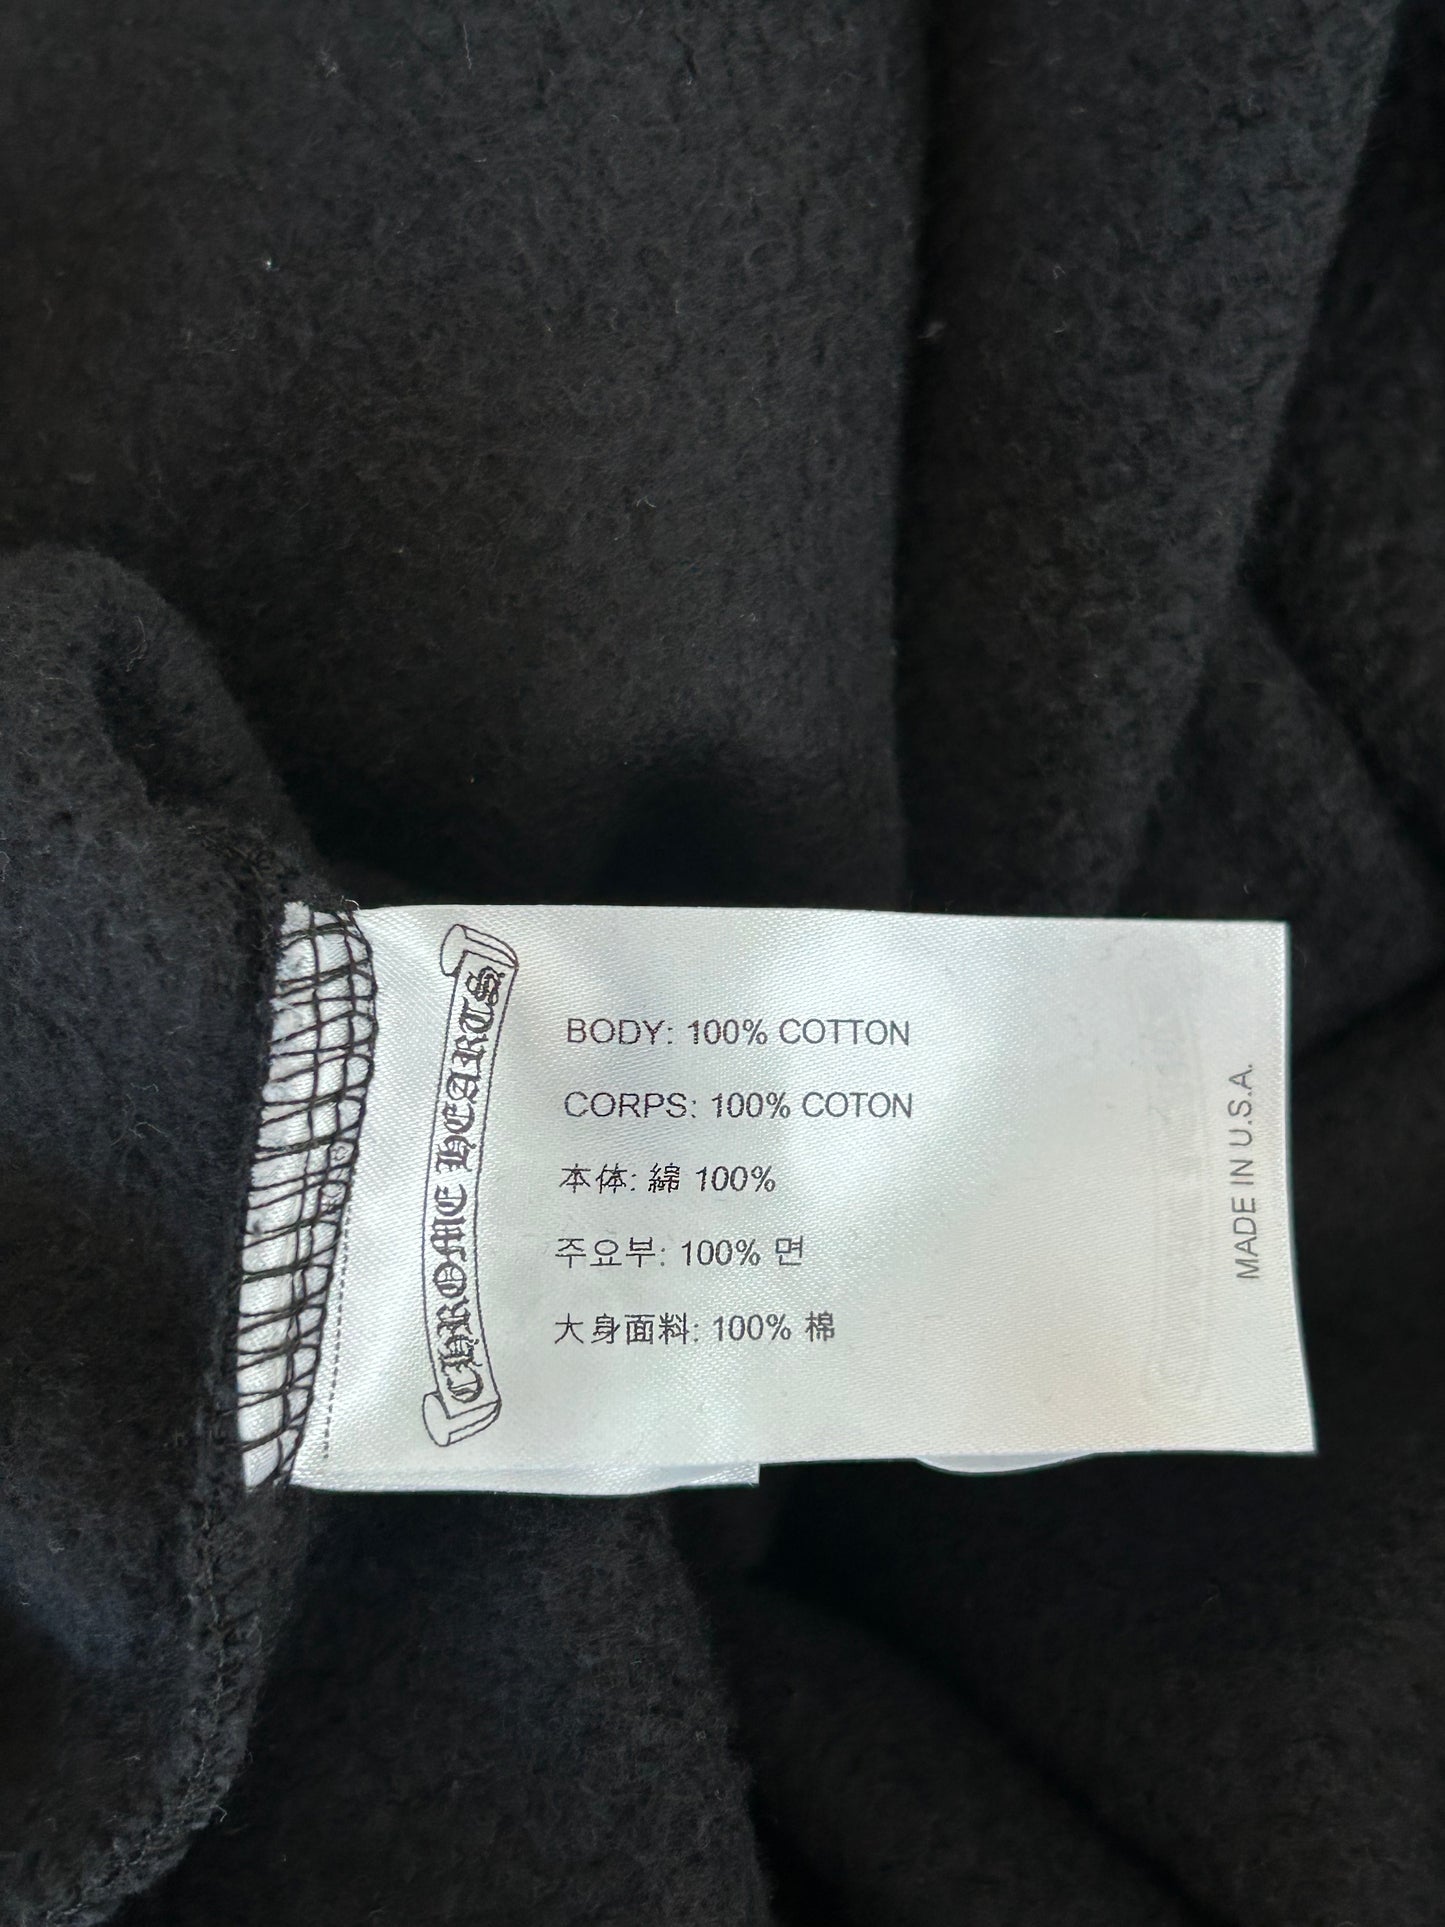 CHROME HEARTS
BODY: 100% COTTON
CORPS: 100% COTON
本体: 綿 100%
주요부: 100% 면
大身面料: 100% 棉
MADE IN U.S.A.